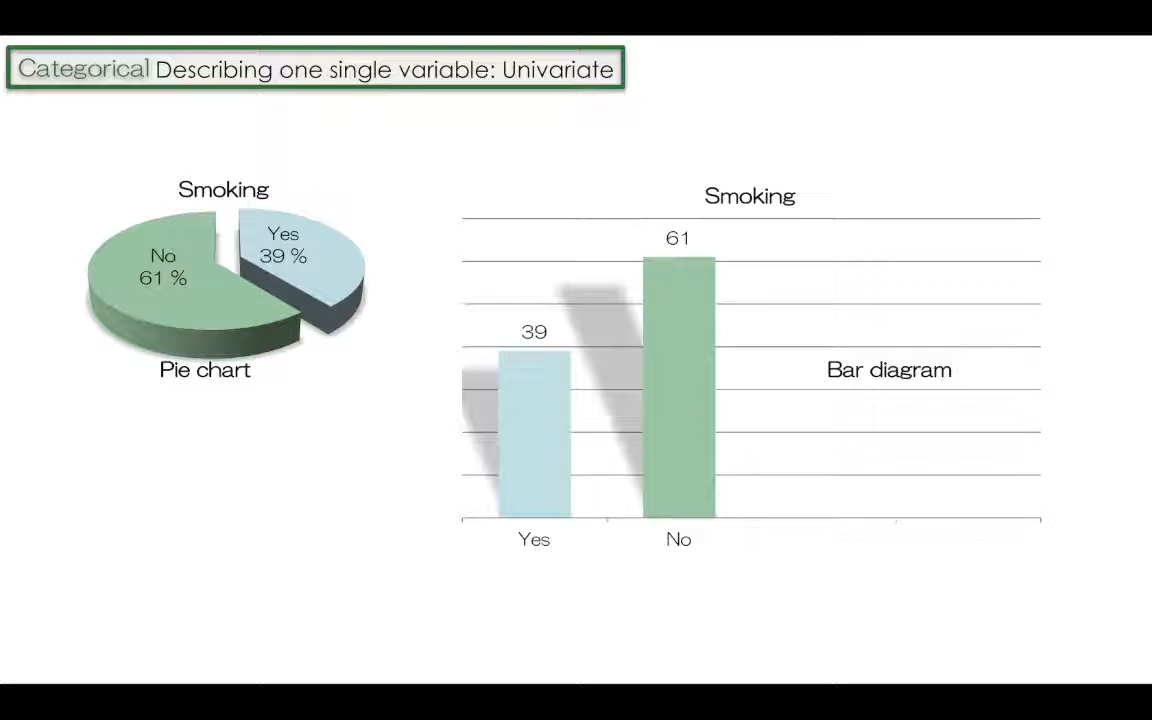 Categorical Describing one single variable: Univariate
Smoking
Yes
39 %
No
61 %
Pie chart
Smoking
61
39
Bar diagram
Yes
No